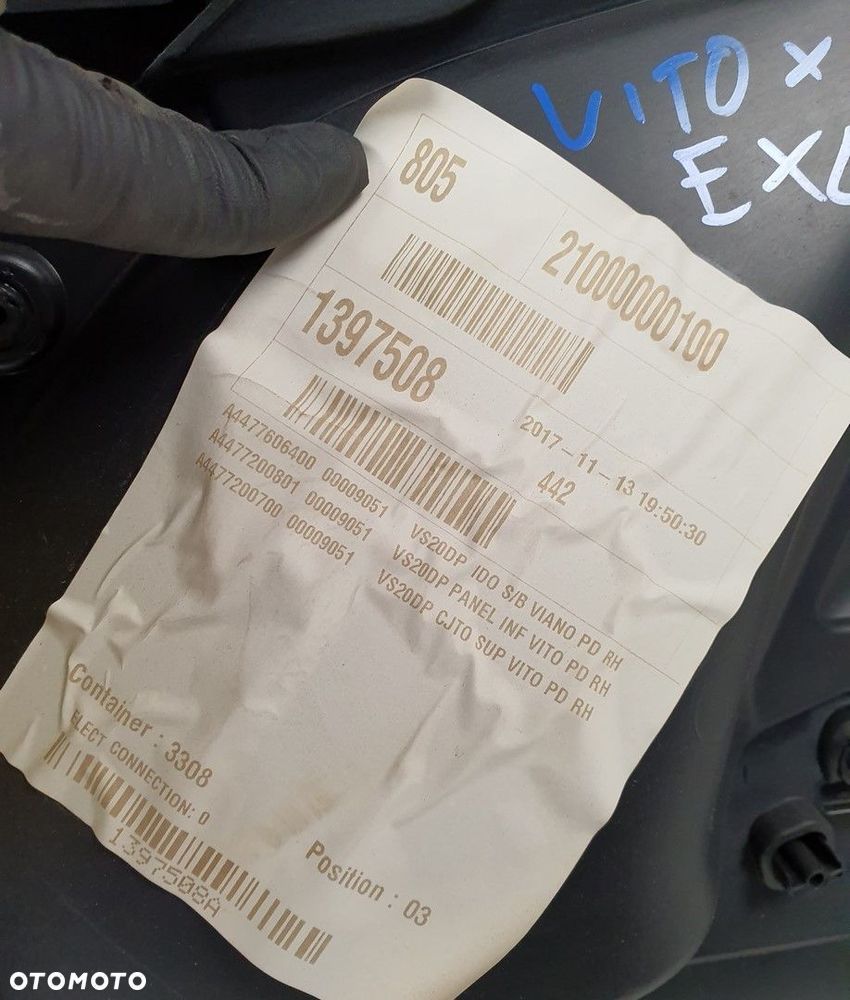 VITO x
805
21000000100
1397508
2017-11-13 19:50:30
442
A4477606400 00009051 VS20DP IDO S/B VIANO PD RH
A4477200801 00009051 VS20DP PANEL INF VITO PD RH
A4477200700 00009051 VS20DP CJTO SUP VITO PD RH
Container : 3308
ELECT CONNECTION: 0
Position : 03
1397508A
OTOMOTO